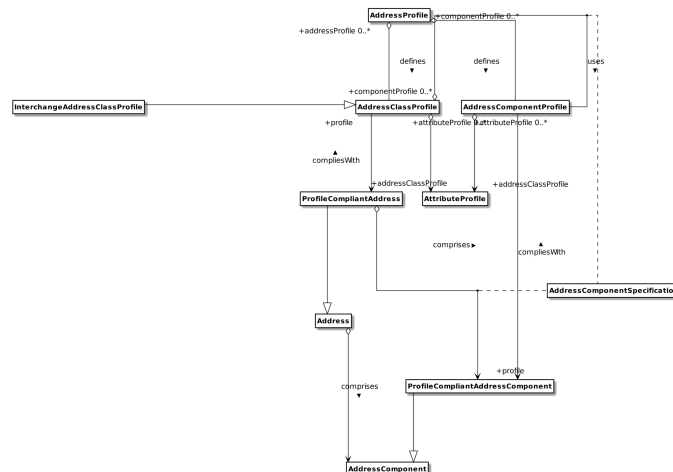 AddressProfile
+componentProfile 0..*
+addressProfile 0..*
defines
▼
defines
▼
uses
▼
+componentProfile 0..*
InterchangeAddressClassProfile
AddressClassProfile
AddressComponentProfile
+profile
+attributeProfile 0..*
+attributeProfile 0..*
▲
compliesWith
+addressClassProfile
+addressClassProfile
ProfileCompliantAddress
AttributeProfile
comprises ►
▲
compliesWith
AddressComponentSpecificatio
Address
+profile
comprises
▼
ProfileCompliantAddressComponent
AddressComponent